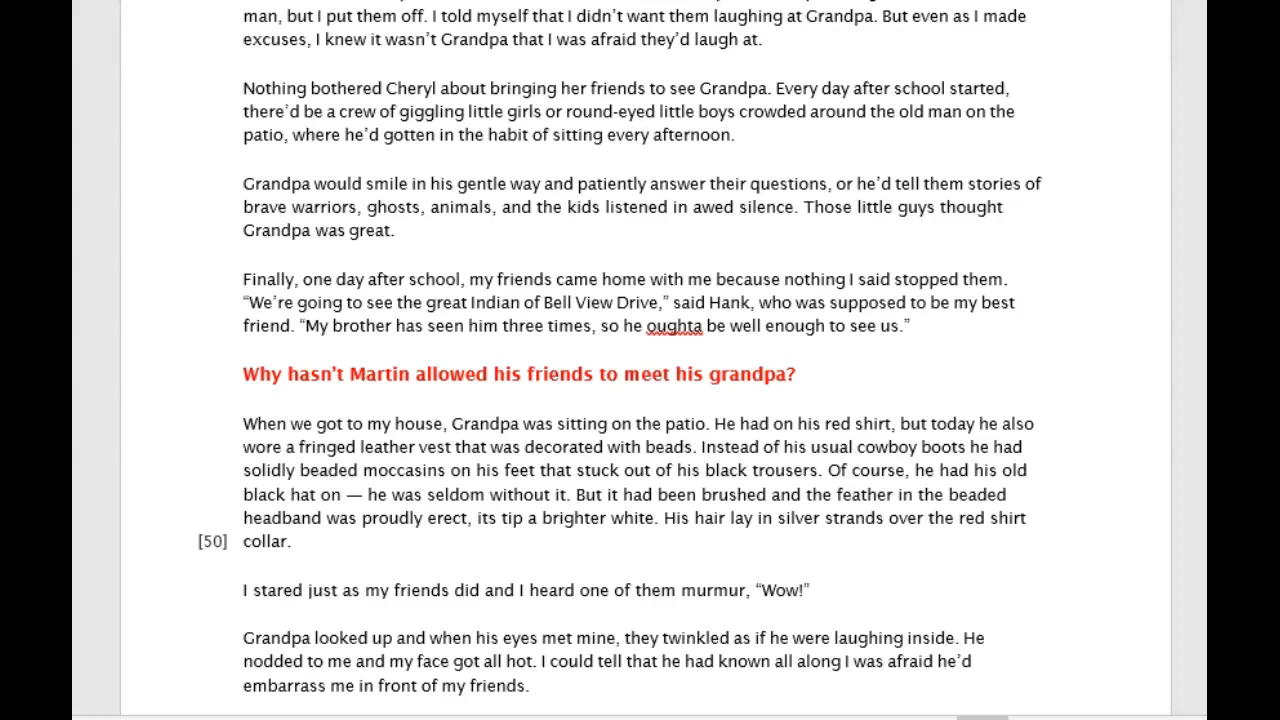 man, but I put them off. I told myself that I didn’t want them laughing at Grandpa. But even as I made
excuses, I knew it wasn’t Grandpa that I was afraid they’d laugh at.
Nothing bothered Cheryl about bringing her friends to see Grandpa. Every day after school started,
there’d be a crew of giggling little girls or round-eyed little boys crowded around the old man on the
patio, where he’d gotten in the habit of sitting every afternoon.
Grandpa would smile in his gentle way and patiently answer their questions, or he’d tell them stories of
brave warriors, ghosts, animals, and the kids listened in awed silence. Those little guys thought
Grandpa was great.
Finally, one day after school, my friends came home with me because nothing I said stopped them.
“We’re going to see the great Indian of Bell View Drive,” said Hank, who was supposed to be my best
friend. “My brother has seen him three times, so he oughta be well enough to see us.”
Why hasn’t Martin allowed his friends to meet his grandpa?
When we got to my house, Grandpa was sitting on the patio. He had on his red shirt, but today he also
wore a fringed leather vest that was decorated with beads. Instead of his usual cowboy boots he had
solidly beaded moccasins on his feet that stuck out of his black trousers. Of course, he had his old
black hat on — he was seldom without it. But it had been brushed and the feather in the beaded
headband was proudly erect, its tip a brighter white. His hair lay in silver strands over the red shirt
[50] collar.
I stared just as my friends did and I heard one of them murmur, “Wow!”
Grandpa looked up and when his eyes met mine, they twinkled as if he were laughing inside. He
nodded to me and my face got all hot. I could tell that he had known all along I was afraid he’d
embarrass me in front of my friends.